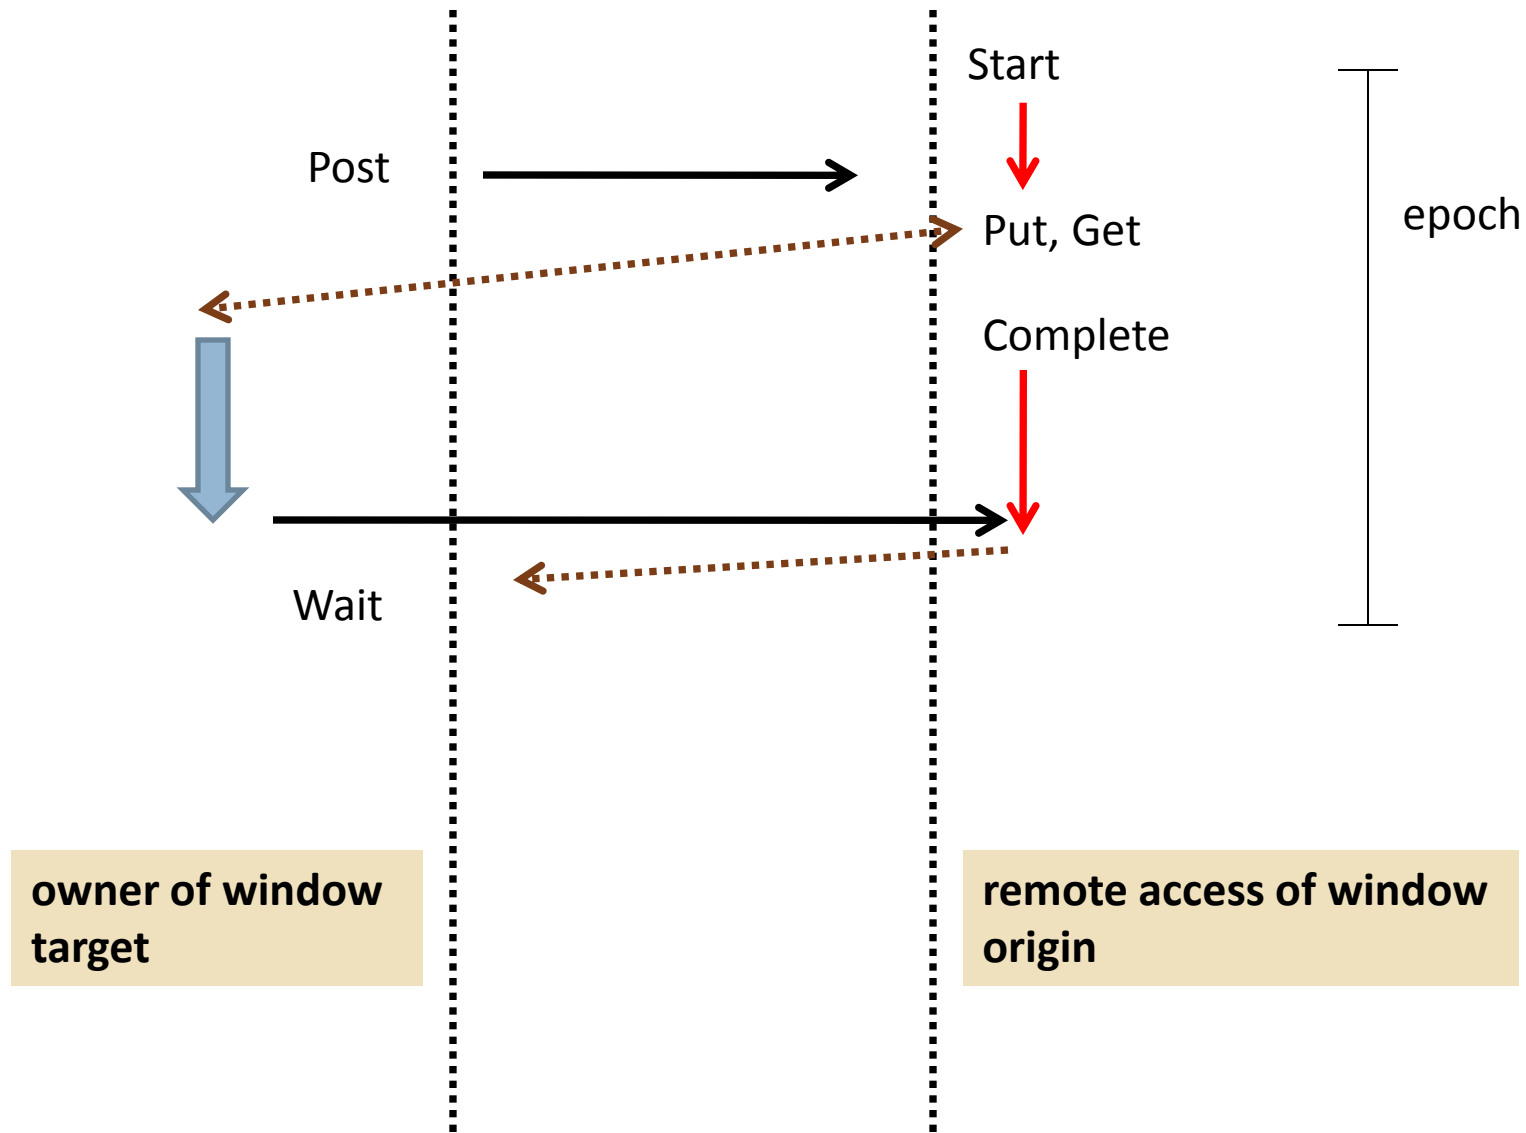 Start
Post
epoch
Put, Get
Complete
Wait
owner of window
target
remote access of window
origin